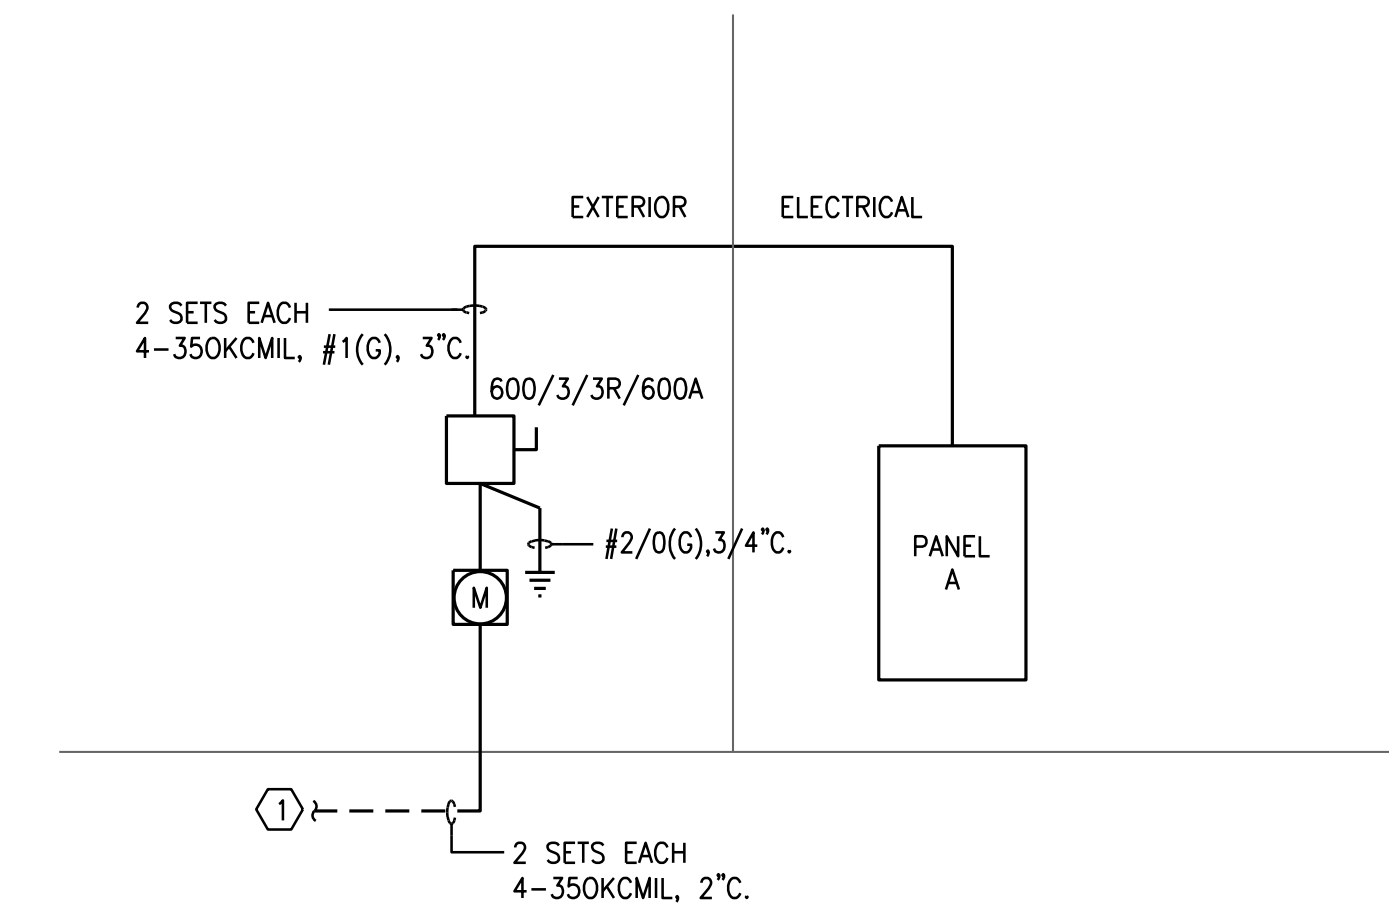 EXTERIOR
ELECTRICAL
2 SETS EACH
4-350KCMIL, #1(G), 3"C.
600/3/3R/600A
#2/0(G),3/4"C.
PANEL
A
M
1
2 SETS EACH
4-350KCMIL, 2"C.